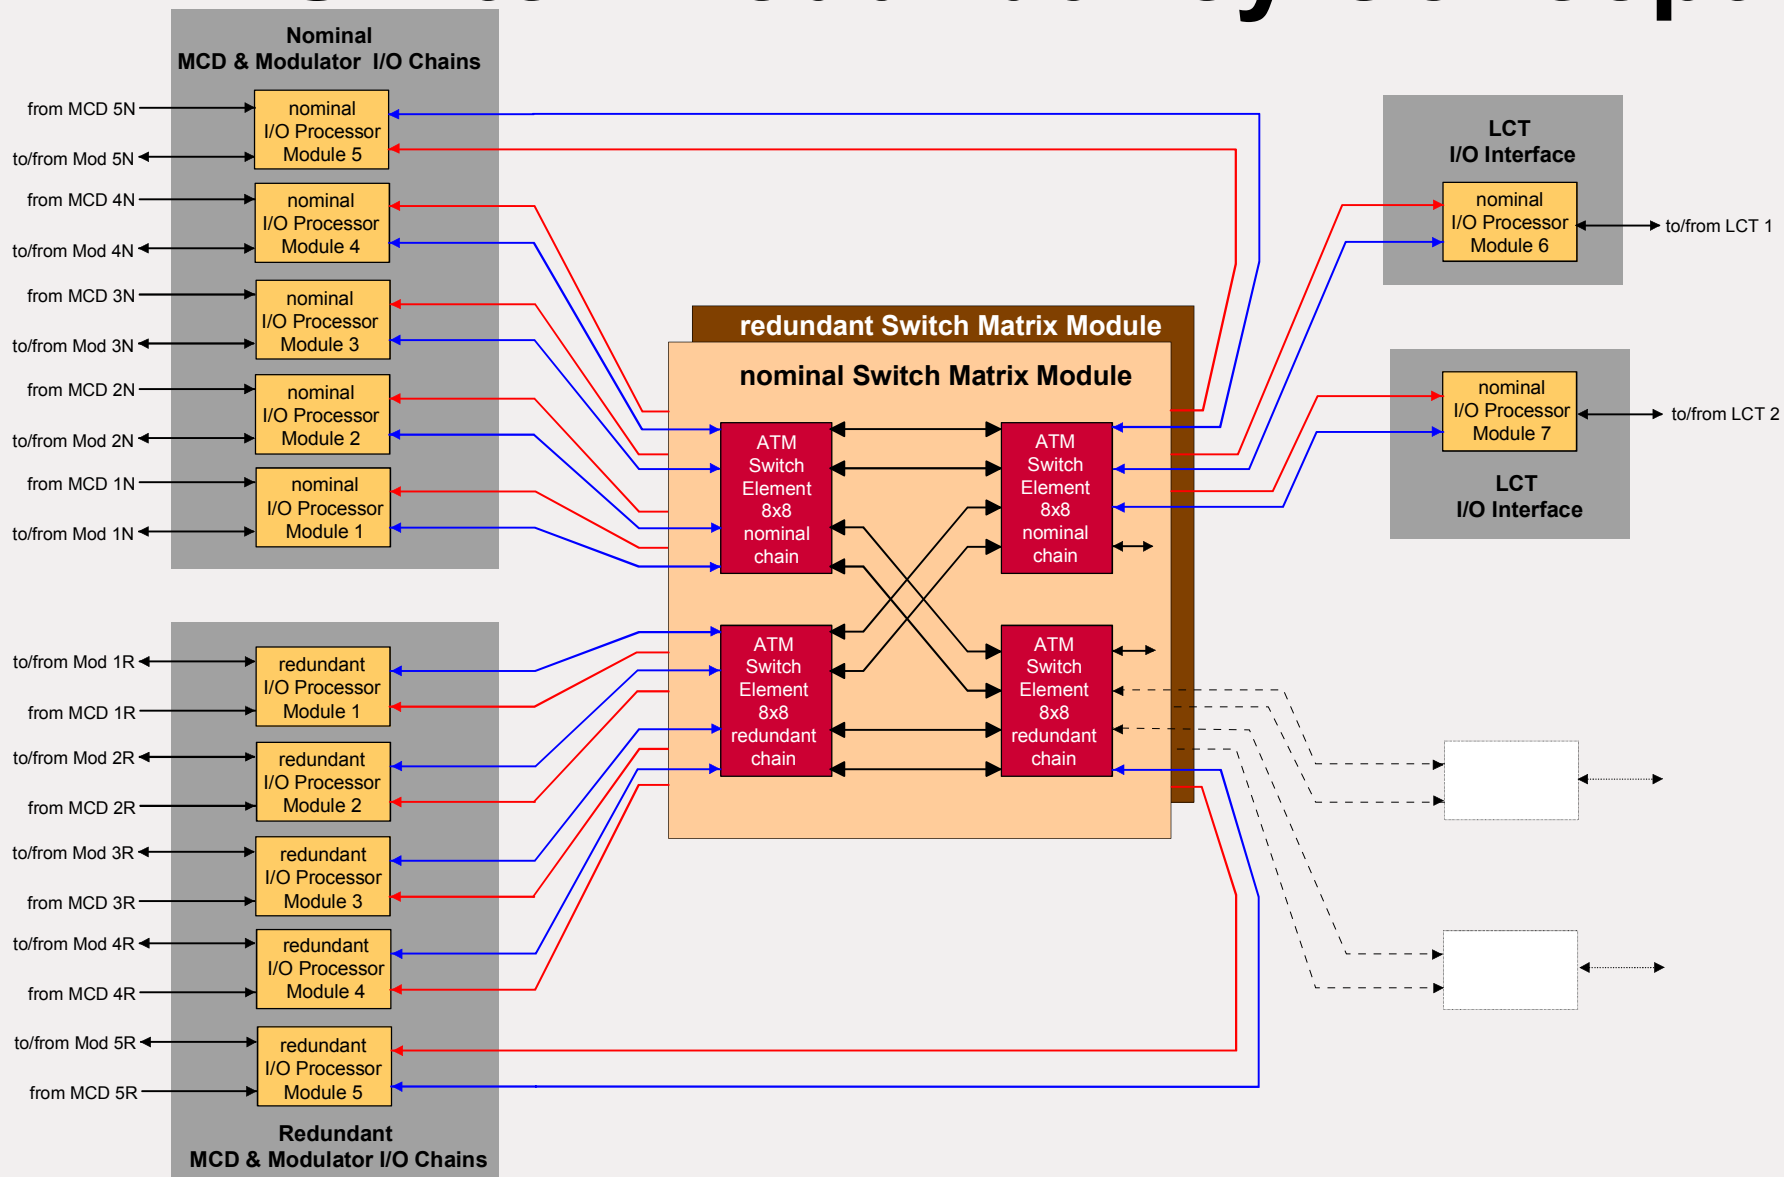 Nominal
MCD & Modulator I/O Chains
from MCD 5N
to/from Mod 5N
nominal
I/O Processor
Module 5
from MCD 4N
to/from Mod 4N
nominal
I/O Processor
Module 4
from MCD 3N
to/from Mod 3N
nominal
I/O Processor
Module 3
from MCD 2N
to/from Mod 2N
nominal
I/O Processor
Module 2
from MCD 1N
to/from Mod 1N
nominal
I/O Processor
Module 1
to/from Mod 1R
from MCD 1R
redundant
I/O Processor
Module 1
to/from Mod 2R
from MCD 2R
redundant
I/O Processor
Module 2
to/from Mod 3R
from MCD 3R
redundant
I/O Processor
Module 3
to/from Mod 4R
from MCD 4R
redundant
I/O Processor
Module 4
to/from Mod 5R
from MCD 5R
redundant
I/O Processor
Module 5
Redundant
MCD & Modulator I/O Chains
redundant Switch Matrix Module
nominal Switch Matrix Module
ATM
Switch
Element
8x8
nominal
chain
ATM
Switch
Element
8x8
nominal
chain
ATM
Switch
Element
8x8
redundant
chain
ATM
Switch
Element
8x8
redundant
chain
LCT
I/O Interface
nominal
I/O Processor
Module 6
to/from LCT 1
nominal
I/O Processor
Module 7
to/from LCT 2
LCT
I/O Interface